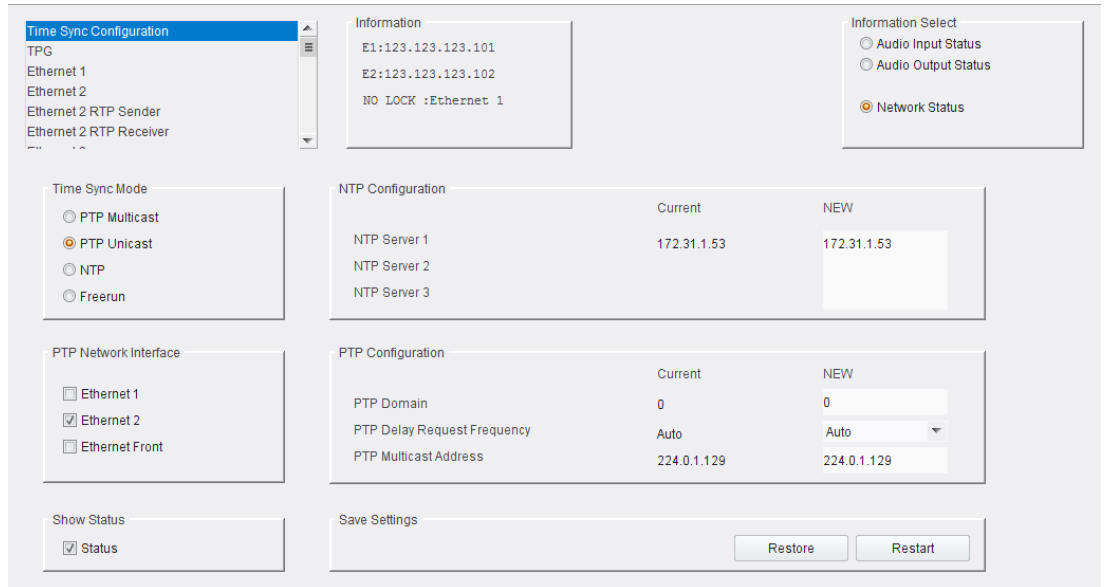 Time Sync Configuration
TPG
Ethernet 1
Ethernet 2
Ethernet 2 RTP Sender
Ethernet 2 RTP Receiver
Information
E1:123.123.123.101
E2:123.123.123.102
NO LOCK :Ethernet 1
Information Select
Audio Input Status
Audio Output Status
Network Status
Time Sync Mode
PTP Multicast
PTP Unicast
NTP
Freerun
NTP Configuration
Current NEW
NTP Server 1 172.31.1.53 172.31.1.53
NTP Server 2
NTP Server 3
PTP Network Interface
Ethernet 1
Ethernet 2
Ethernet Front
PTP Configuration
Current NEW
PTP Domain 0 0
PTP Delay Request Frequency Auto Auto
PTP Multicast Address 224.0.1.129 224.0.1.129
Show Status
Status
Save Settings
Restore Restart